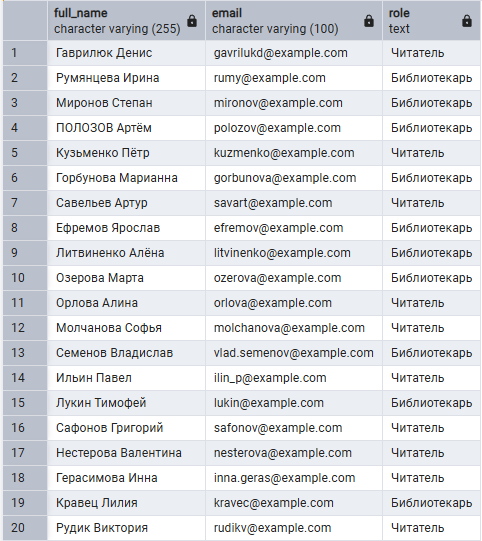 full_name email role
character varying (255) character varying (100) text
1 Гаврилюк Денис gavrilukd@example.com Читатель
2 Румянцева Ирина rumy@example.com Библиотекарь
3 Миронов Степан mironov@example.com Библиотекарь
4 ПОЛОЗОВ Артём polozov@example.com Библиотекарь
5 Кузьменко Пётр kuzmenko@example.com Читатель
6 Горбунова Марианна gorbunova@example.com Библиотекарь
7 Савельев Артур savart@example.com Читатель
8 Ефремов Ярослав efremov@example.com Библиотекарь
9 Литвиненко Алёна litvinenko@example.com Библиотекарь
10 Озерова Марта ozerova@example.com Библиотекарь
11 Орлова Алина orlova@example.com Читатель
12 Молчанова Софья molchanova@example.com Читатель
13 Семенов Владислав vlad.semenov@example.com Библиотекарь
14 Ильин Павел ilin_p@example.com Читатель
15 Лукин Тимофей lukin@example.com Библиотекарь
16 Сафонов Григорий safonov@example.com Читатель
17 Нестерова Валентина nesterova@example.com Читатель
18 Герасимова Инна inna.geras@example.com Читатель
19 Кравец Лилия kravec@example.com Библиотекарь
20 Рудик Виктория rudikv@example.com Читатель